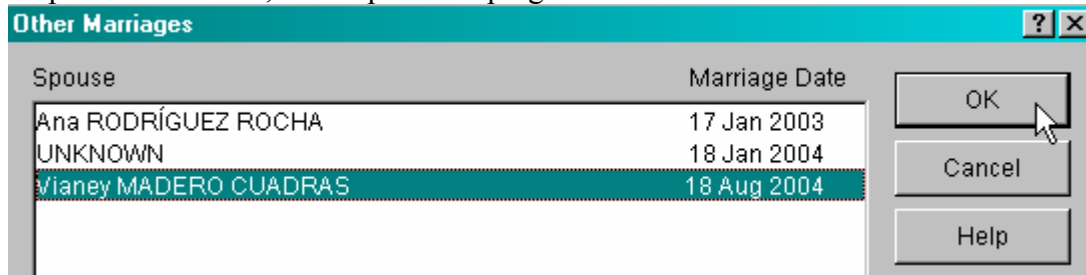 Other Marriages
Spouse Marriage Date
Ana RODRÍGUEZ ROCHA 17 Jan 2003
UNKNOWN 18 Jan 2004
Vianey MADERO CUADRAS 18 Aug 2004
OK
Cancel
Help